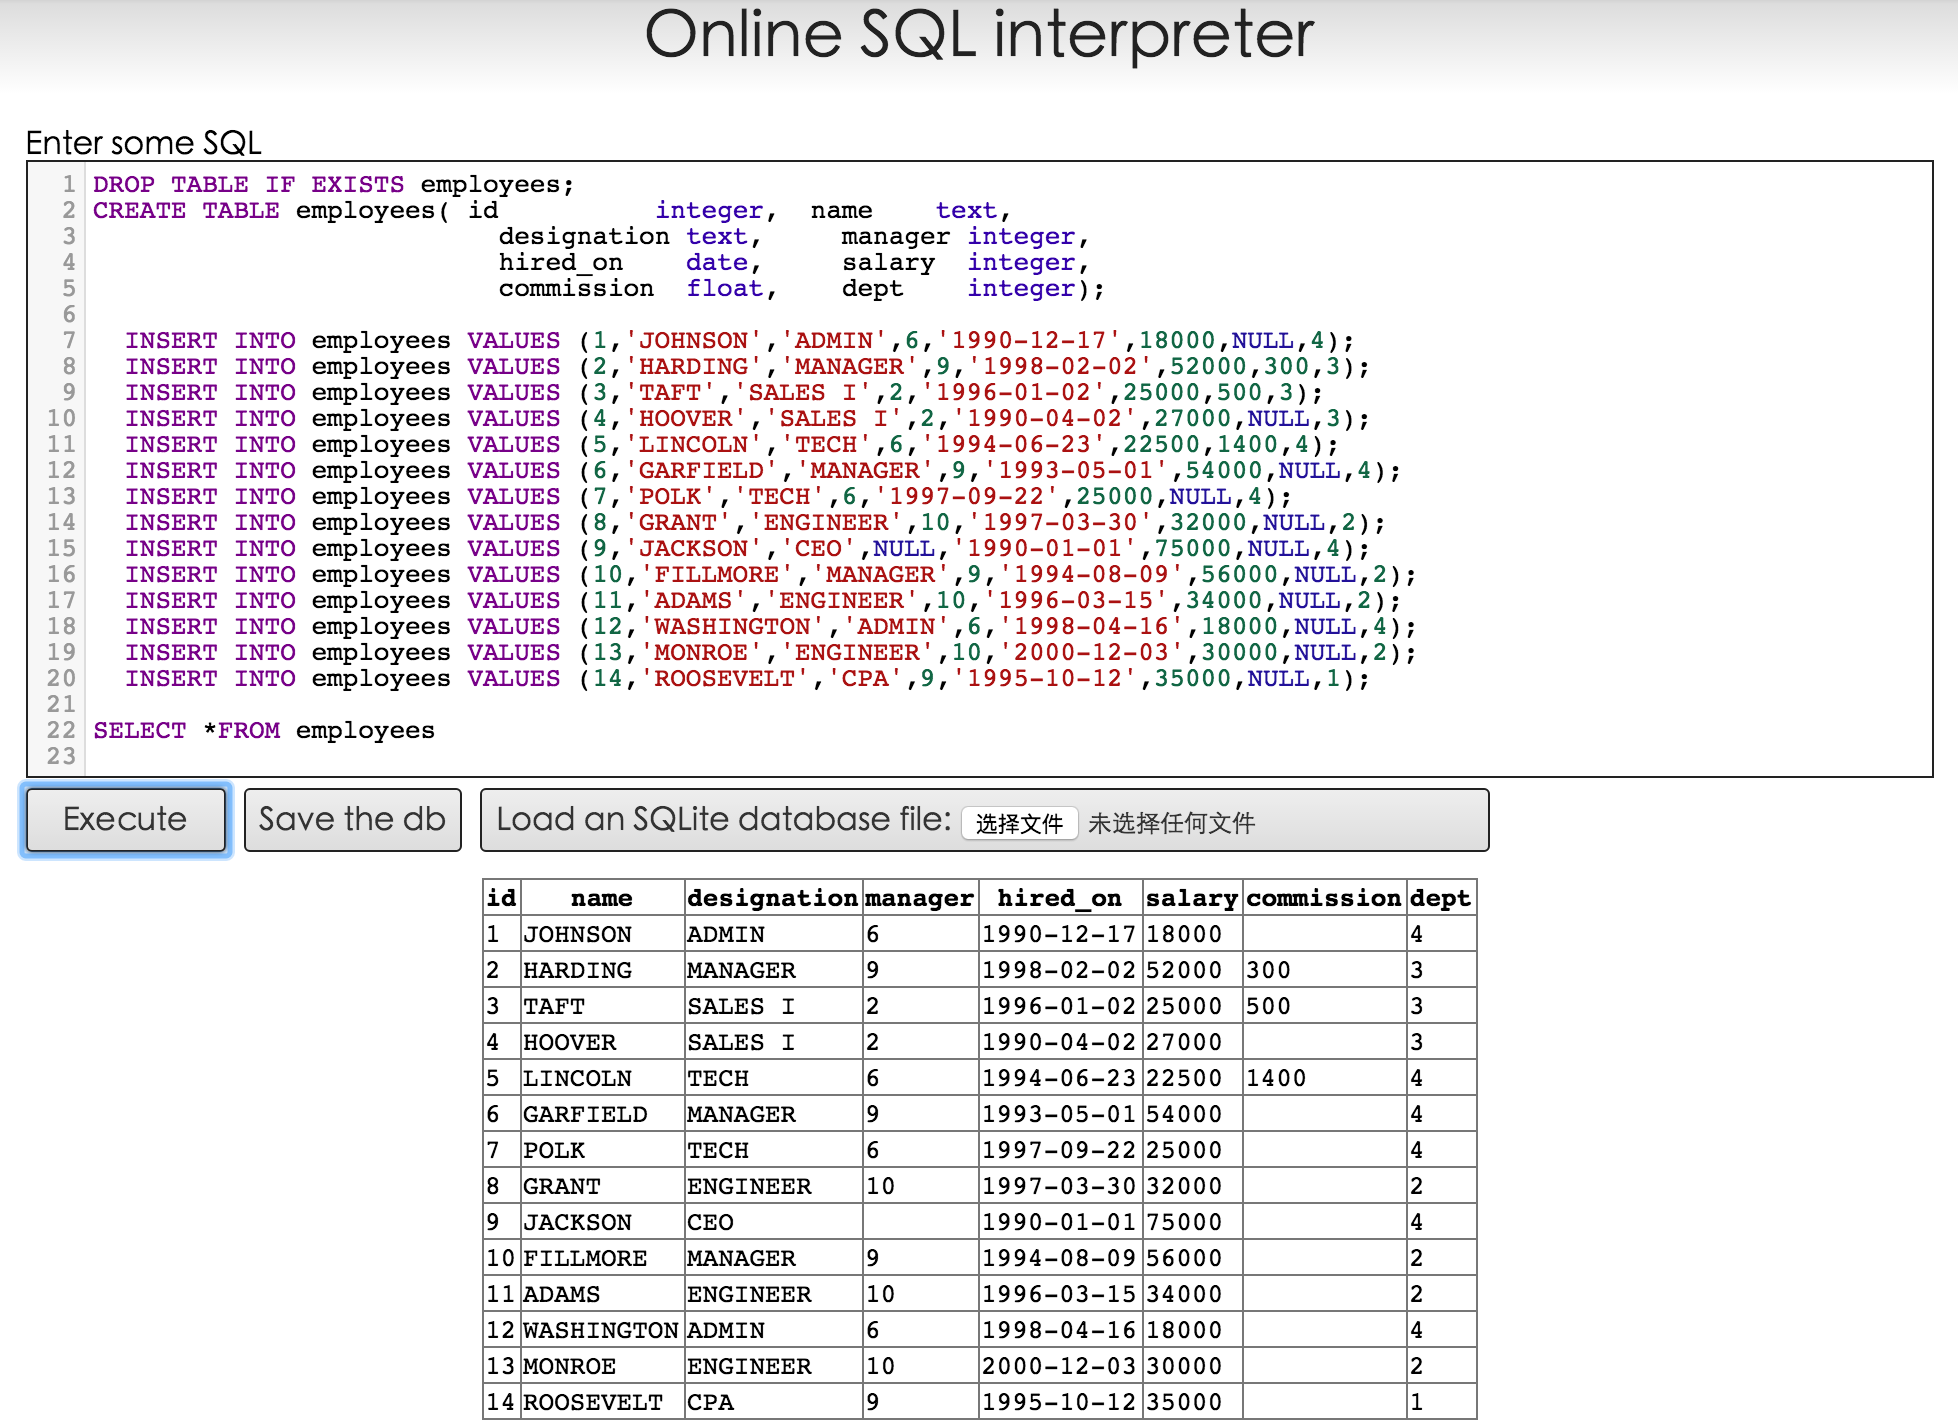 Online SQL interpreter
Enter some SQL
1 DROP TABLE IF EXISTS employees;
2 CREATE TABLE employees( id          integer,  name    text,
3                           designation text,     manager integer,
4                           hired_on    date,     salary  integer,
5                           commission  float,    dept    integer);
6
7   INSERT INTO employees VALUES (1,'JOHNSON','ADMIN',6,'1990-12-17',18000,NULL,4);
8   INSERT INTO employees VALUES (2,'HARDING','MANAGER',9,'1998-02-02',52000,300,3);
9   INSERT INTO employees VALUES (3,'TAFT','SALES I',2,'1996-01-02',25000,500,3);
10   INSERT INTO employees VALUES (4,'HOOVER','SALES I',2,'1990-04-02',27000,NULL,3);
11   INSERT INTO employees VALUES (5,'LINCOLN','TECH',6,'1994-06-23',22500,1400,4);
12   INSERT INTO employees VALUES (6,'GARFIELD','MANAGER',9,'1993-05-01',54000,NULL,4);
13   INSERT INTO employees VALUES (7,'POLK','TECH',6,'1997-09-22',25000,NULL,4);
14   INSERT INTO employees VALUES (8,'GRANT','ENGINEER',10,'1997-03-30',32000,NULL,2);
15   INSERT INTO employees VALUES (9,'JACKSON','CEO',NULL,'1990-01-01',75000,NULL,4);
16   INSERT INTO employees VALUES (10,'FILLMORE','MANAGER',9,'1994-08-09',56000,NULL,2);
17   INSERT INTO employees VALUES (11,'ADAMS','ENGINEER',10,'1996-03-15',34000,NULL,2);
18   INSERT INTO employees VALUES (12,'WASHINGTON','ADMIN',6,'1998-04-16',18000,NULL,4);
19   INSERT INTO employees VALUES (13,'MONROE','ENGINEER',10,'2000-12-03',30000,NULL,2);
20   INSERT INTO employees VALUES (14,'ROOSEVELT','CPA',9,'1995-10-12',35000,NULL,1);
21
22 SELECT *FROM employees
23
Execute Save the db Load an SQLite database file: 选择文件 未选择任何文件
id name designation manager hired_on salary commission dept
1 JOHNSON ADMIN 6 1990-12-17 18000 4
2 HARDING MANAGER 9 1998-02-02 52000 300 3
3 TAFT SALES I 2 1996-01-02 25000 500 3
4 HOOVER SALES I 2 1990-04-02 27000 3
5 LINCOLN TECH 6 1994-06-23 22500 1400 4
6 GARFIELD MANAGER 9 1993-05-01 54000 4
7 POLK TECH 6 1997-09-22 25000 4
8 GRANT ENGINEER 10 1997-03-30 32000 2
9 JACKSON CEO 1990-01-01 75000 4
10 FILLMORE MANAGER 9 1994-08-09 56000 2
11 ADAMS ENGINEER 10 1996-03-15 34000 2
12 WASHINGTON ADMIN 6 1998-04-16 18000 4
13 MONROE ENGINEER 10 2000-12-03 30000 2
14 ROOSEVELT CPA 9 1995-10-12 35000 1